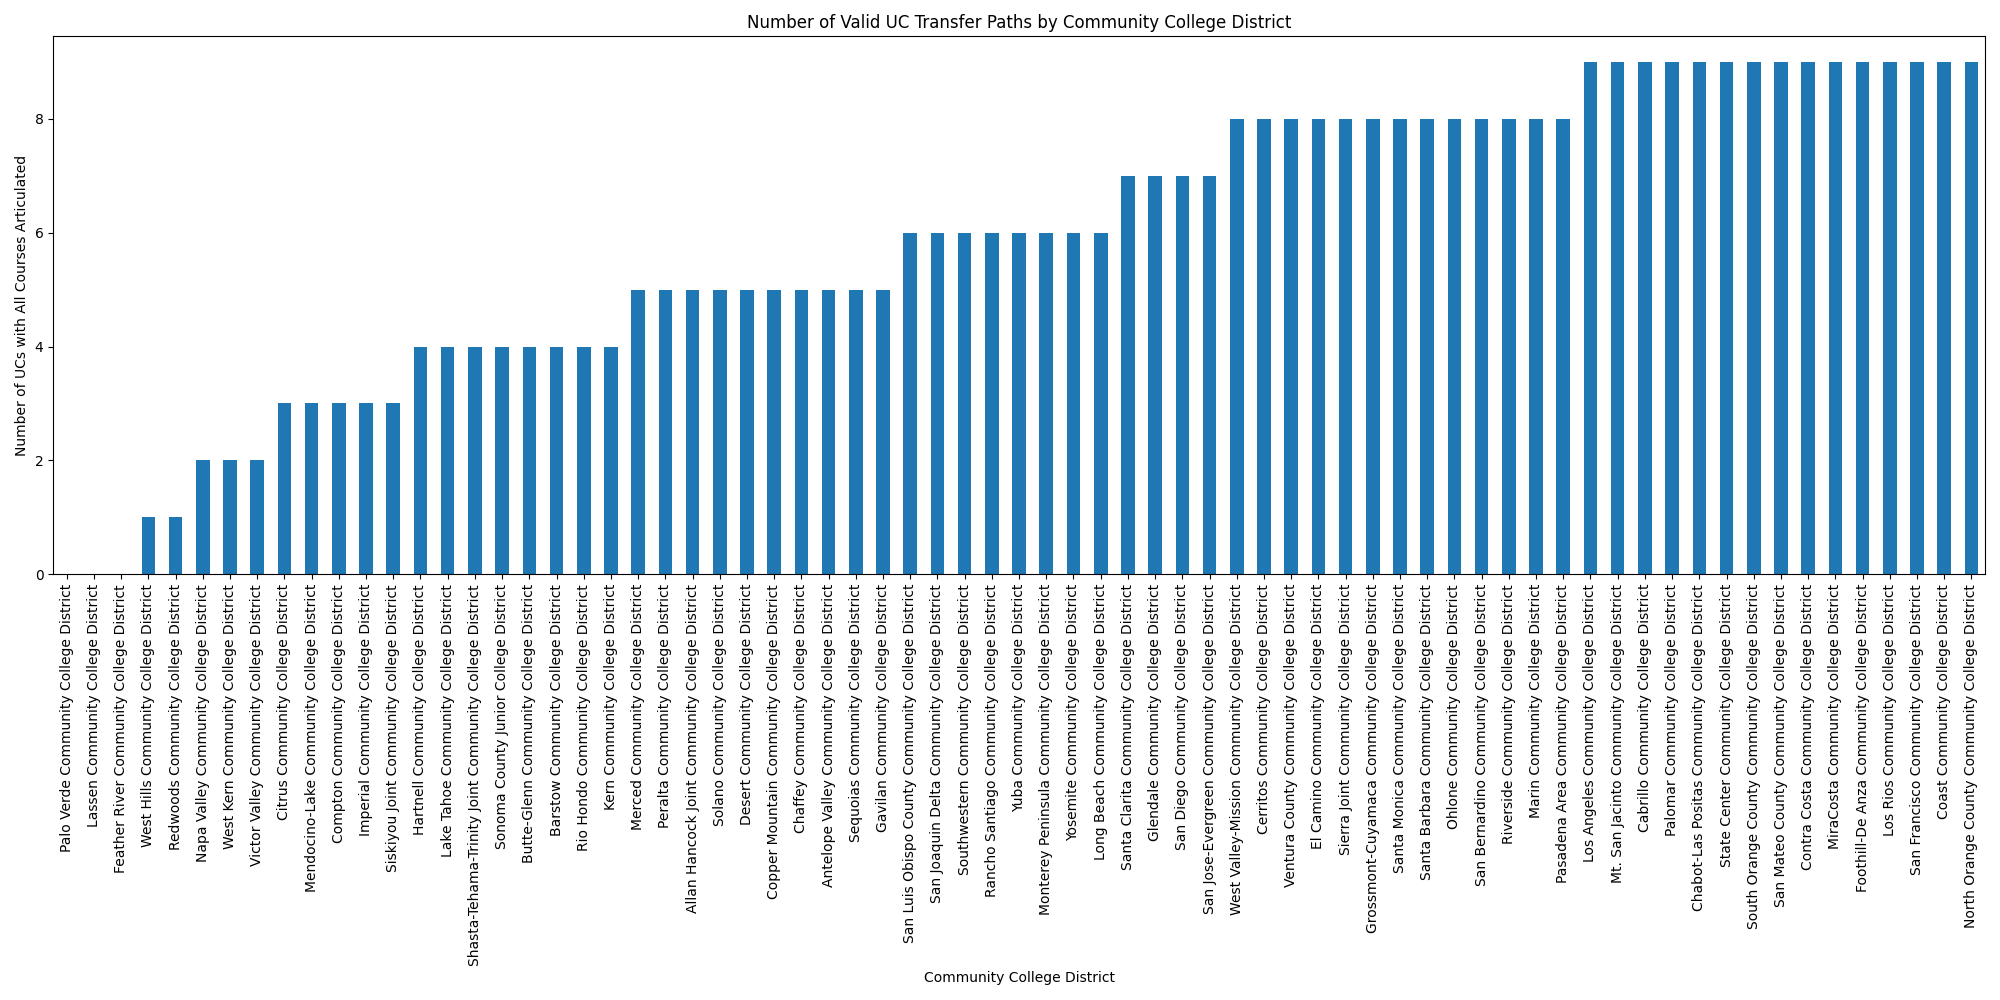 Number of Valid UC Transfer Paths by Community College District
Number of UCs with All Courses Articulated
8
6
4
2
0
Palo Verde Community College District
Lassen Community College District
Feather River Community College District
West Hills Community College District
Redwoods Community College District
Napa Valley Community College District
West Kern Community College District
Victor Valley Community College District
Citrus Community College District
Mendocino-Lake Community College District
Compton Community College District
Imperial Community College District
Siskiyou Joint Community College District
Hartnell Community College District
Lake Tahoe Community College District
Shasta-Tehama-Trinity Joint Community College District
Sonoma County Junior College District
Butte-Glenn Community College District
Barstow Community College District
Rio Hondo Community College District
Kern Community College District
Merced Community College District
Peralta Community College District
Allan Hancock Joint Community College District
Solano Community College District
Desert Community College District
Copper Mountain Community College District
Chaffey Community College District
Antelope Valley Community College District
Sequoias Community College District
Gavilan Community College District
San Luis Obispo County Community College District
San Joaquin Delta Community College District
Southwestern Community College District
Rancho Santiago Community College District
Yuba Community College District
Monterey Peninsula Community College District
Yosemite Community College District
Long Beach Community College District
Santa Clarita Community College District
Glendale Community College District
San Diego Community College District
San Jose-Evergreen Community College District
West Valley-Mission Community College District
Cerritos Community College District
Ventura County Community College District
El Camino Community College District
Sierra Joint Community College District
Grossmont-Cuyamaca Community College District
Santa Monica Community College District
Santa Barbara Community College District
Ohlone Community College District
San Bernardino Community College District
Riverside Community College District
Marin Community College District
Pasadena Area Community College District
Los Angeles Community College District
Mt. San Jacinto Community College District
Cabrillo Community College District
Palomar Community College District
Chabot-Las Positas Community College District
State Center Community College District
South Orange County Community College District
San Mateo County Community College District
Contra Costa Community College District
MiraCosta Community College District
Foothill-De Anza Community College District
Los Rios Community College District
San Francisco Community College District
Coast Community College District
North Orange County Community College District
Community College District